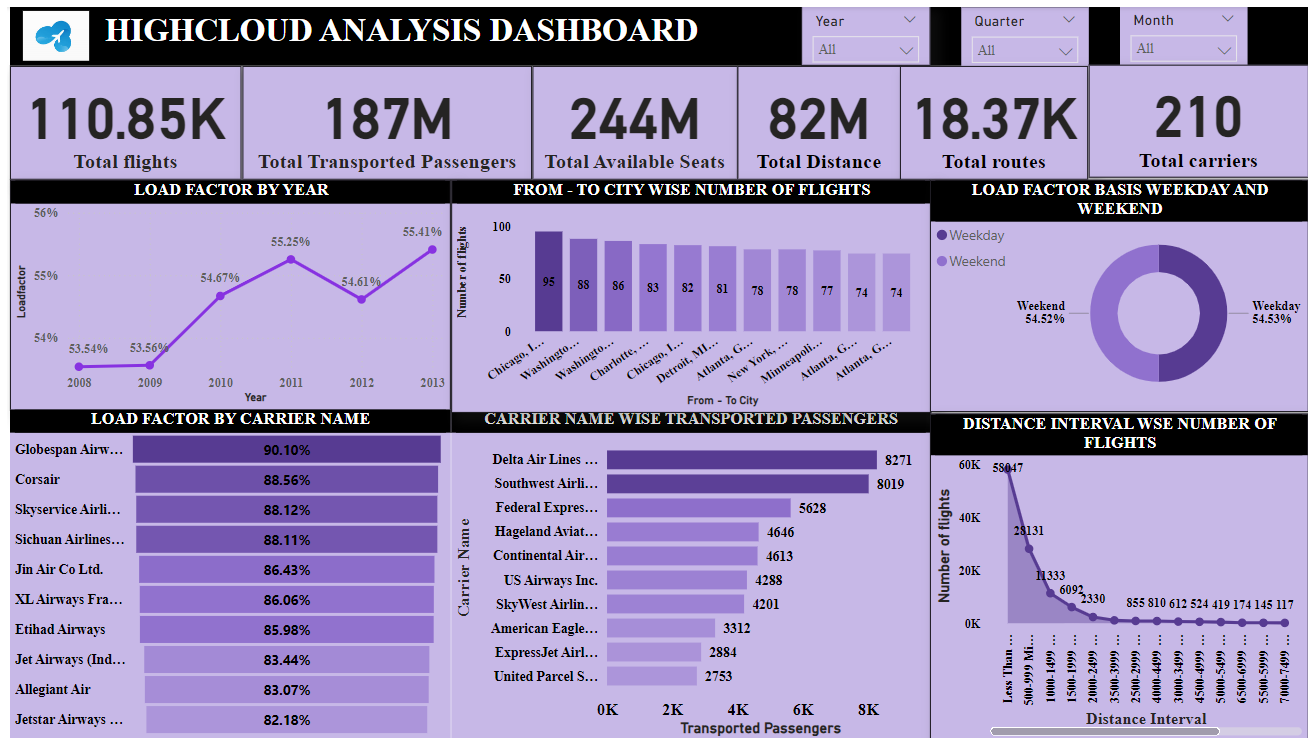 HIGHCLOUD ANALYSIS DASHBOARD
Year
All
Quarter
All
Month
All
110.85K
Total flights
187M
Total Transported Passengers
244M
Total Available Seats
82M
Total Distance
18.37K
Total routes
210
Total carriers
LOAD FACTOR BY YEAR
56%
55%
54%
Loadfactor
53.54%
53.56%
54.67%
55.25%
54.61%
55.41%
2008
2009
2010
2011
2012
2013
Year
FROM - TO CITY WISE NUMBER OF FLIGHTS
Number of flights
100
50
0
95
88
86
83
82
81
78
78
77
74
74
Chicago, I...
Washingto...
Washingto...
Charlotte, ...
Chicago, I...
Detroit, MI...
Atlanta, G...
New York, ...
Minneapoli...
Atlanta, G...
Atlanta, G...
From - To City
LOAD FACTOR BASIS WEEKDAY AND
WEEKEND
Weekday
Weekend
Weekend
54.52%
Weekday
54.53%
LOAD FACTOR BY CARRIER NAME
Globespan Airw... 90.10%
Corsair 88.56%
Skyservice Airli... 88.12%
Sichuan Airlines... 88.11%
Jin Air Co Ltd. 86.43%
XL Airways Fra... 86.06%
Etihad Airways 85.98%
Jet Airways (Ind... 83.44%
Allegiant Air 83.07%
Jetstar Airways ... 82.18%
CARRIER NAME WISE TRANSPORTED PASSENGERS
Carrier Name
Delta Air Lines ... 8271
Southwest Airli... 8019
Federal Expres... 5628
Hageland Aviat... 4646
Continental Air... 4613
US Airways Inc. 4288
SkyWest Airlin... 4201
American Eagle... 3312
ExpressJet Airl... 2884
United Parcel S... 2753
0K 2K 4K 6K 8K
Transported Passengers
DISTANCE INTERVAL WSE NUMBER OF
FLIGHTS
Number of flights
60K
40K
20K
0K
58047
28131
11333
6092
2330
855 810 612 524 419 174 145 117
Less Than ...
500-999 Mi...
1000-1499 ...
1500-1999 ...
2000-2499 ...
3500-3999 ...
2500-2999 ...
4000-4499 ...
3000-3499 ...
4500-4999 ...
5000-5499 ...
6500-6999 ...
5500-5999 ...
7000-7499 ...
Distance Interval